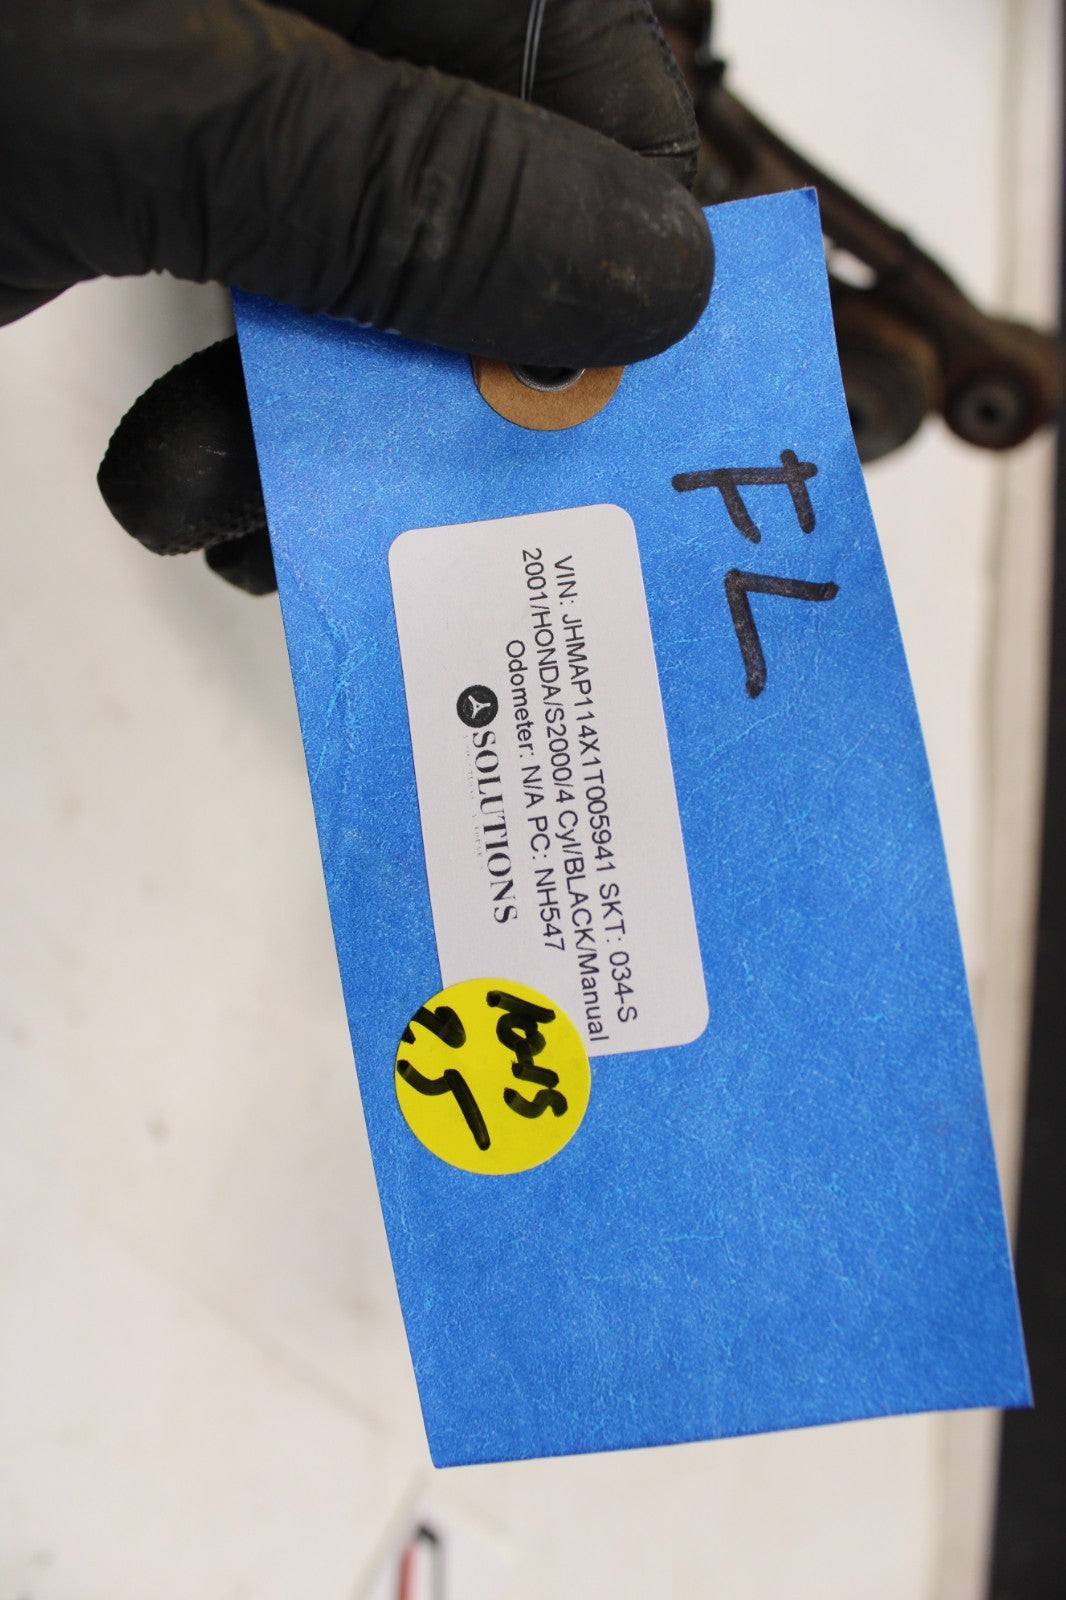 FL
VIN: JHMAP114X1T005941 SKT: 034-S
2001/HONDA/S2000/4 Cyl/BLACK/Manual
Odometer: N/A PC: NH547
SOLUTIONS
10-15
25